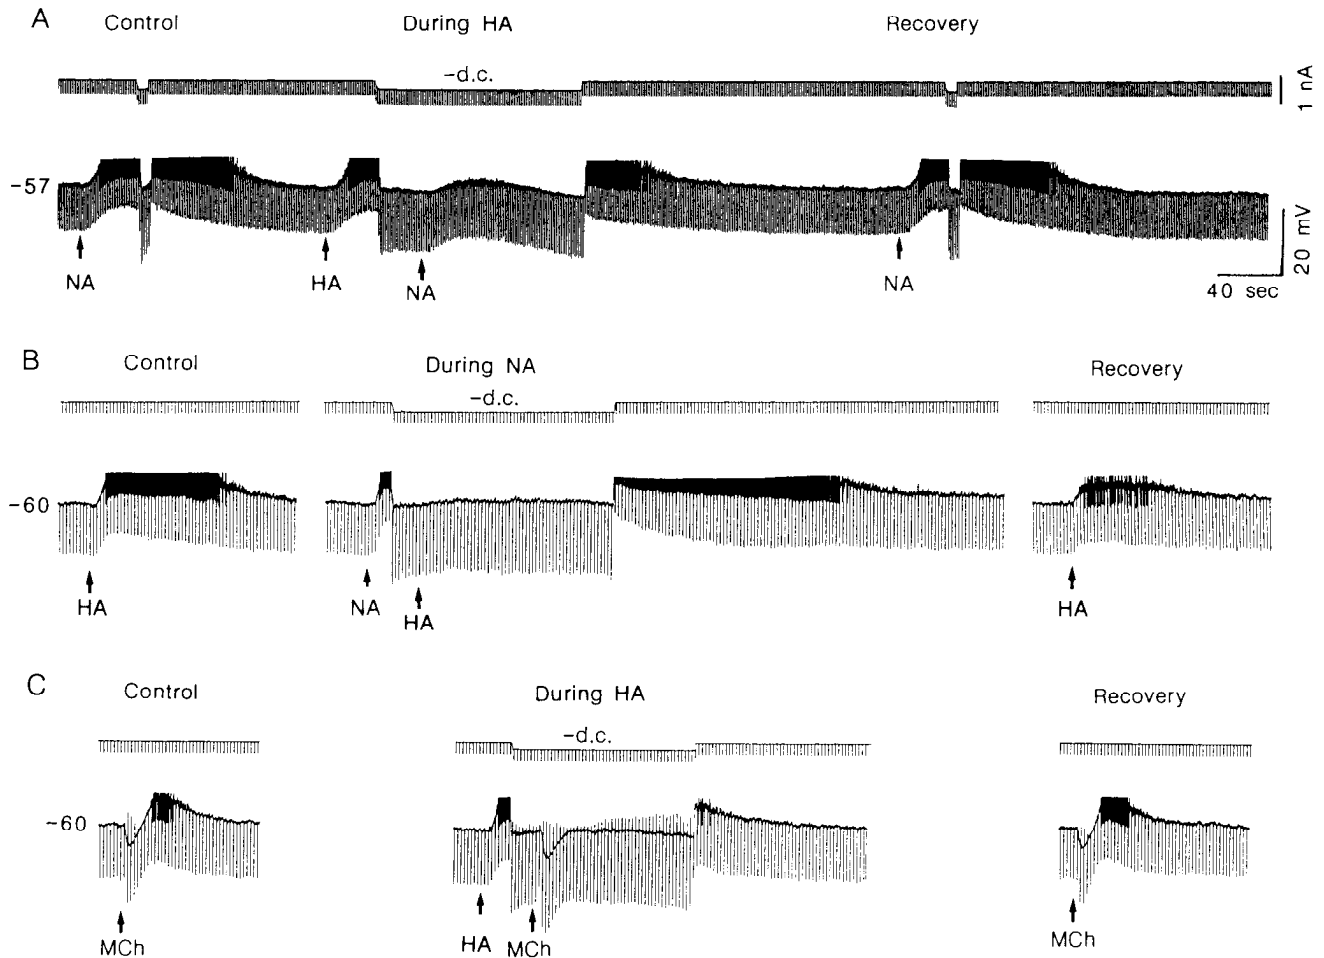 A
Control
During HA
Recovery
-d.c.
1 nA
-57
NA
HA
NA
NA
20 mV
40 sec
B
Control
During NA
Recovery
-d.c.
-60
HA
NA
HA
HA
C
Control
During HA
Recovery
-d.c.
-60
MCh
HA
MCh
MCh